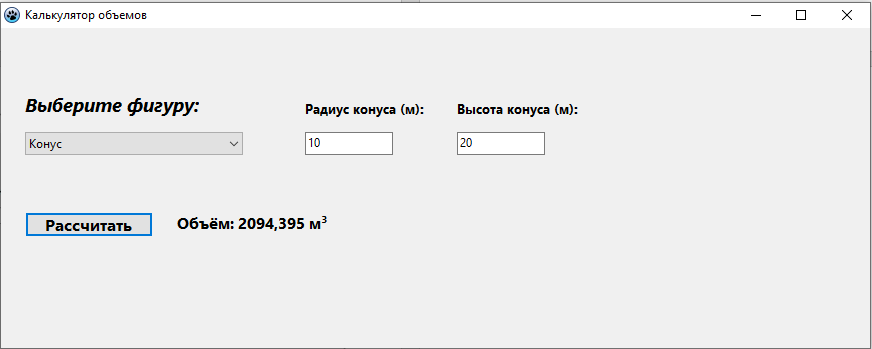 Калькулятор объемов
Выберите фигуру:
Радиус конуса (м):
Высота конуса (м):
Конус
10
20
Рассчитать
Объём: 2094,395 м³